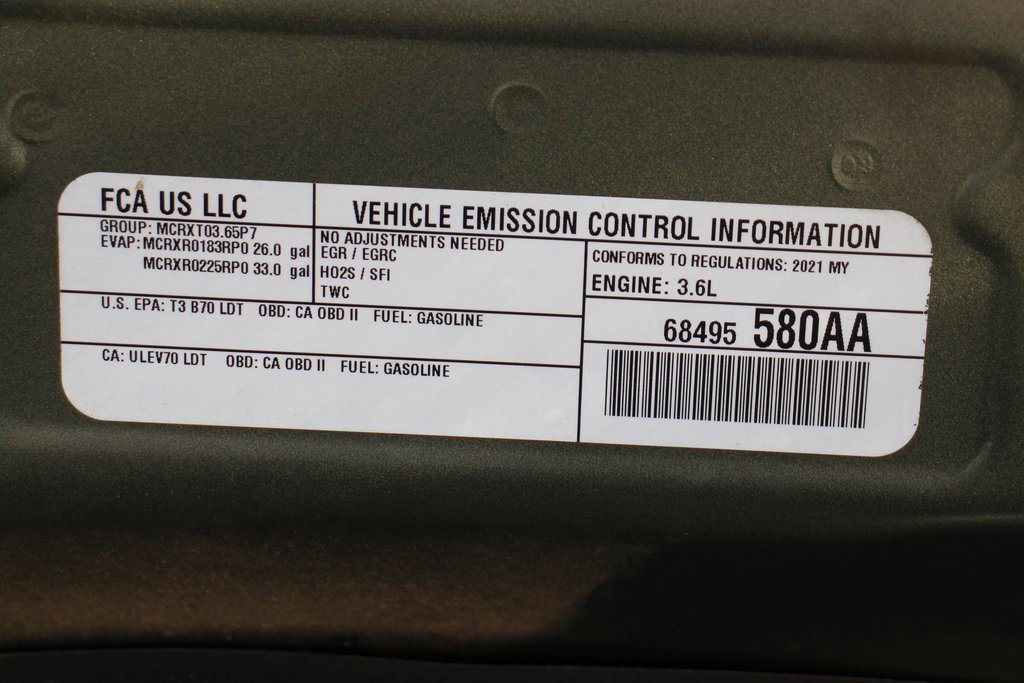 FCA US LLC
VEHICLE EMISSION CONTROL INFORMATION
GROUP: MCRXT03.65P7
EVAP: MCRXR0183RP0 26.0 gal
MCRXR0225RP0 33.0 gal
NO ADJUSTMENTS NEEDED
EGR / EGRC
HO2S / SFI
TWC
CONFORMS TO REGULATIONS: 2021 MY
ENGINE: 3.6L
U.S. EPA: T3 B70 LDT OBD: CA OBD II FUEL: GASOLINE
68495 580AA
CA: ULEV70 LDT OBD: CA OBD II FUEL: GASOLINE